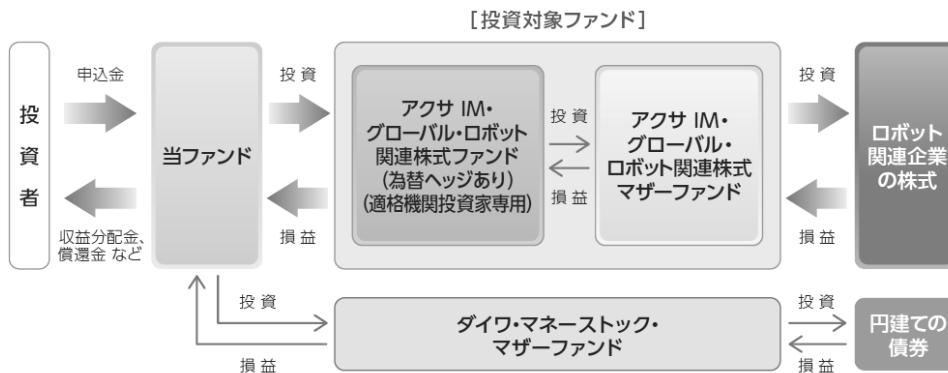 [投資対象ファンド]
投資者
申込金
収益分配金、
償還金 など
当ファンド
投 資
損 益
アクサ IM・
グローバル・ロボット
関連株式ファンド
(為替ヘッジあり)
(適格機関投資家専用)
投 資
損 益
アクサ IM・
グローバル・
ロボット関連株式
マザーファンド
投 資
損 益
ロボット
関連企業
の株式
投 資
損 益
ダイワ・マネーストック・
マザーファンド
投 資
損 益
円建ての
債券